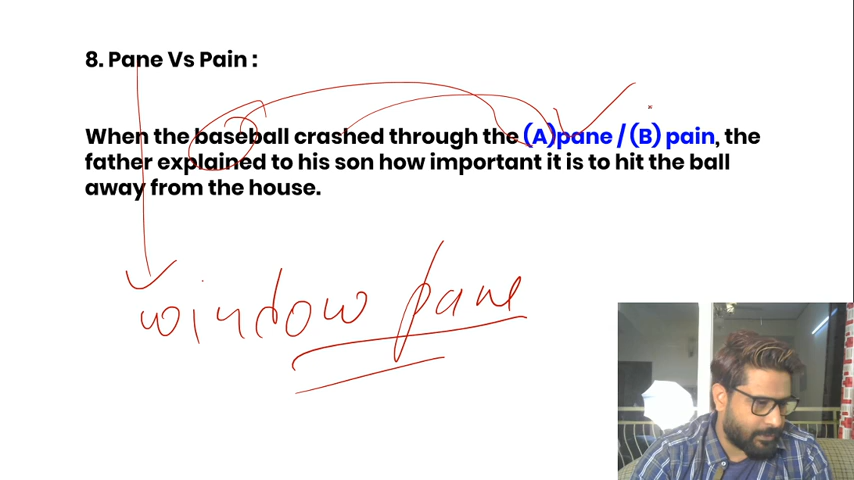 8. Pane Vs Pain :
When the baseball crashed through the (A)pane / (B) pain, the
father explained to his son how important it is to hit the ball
away from the house.
window pane